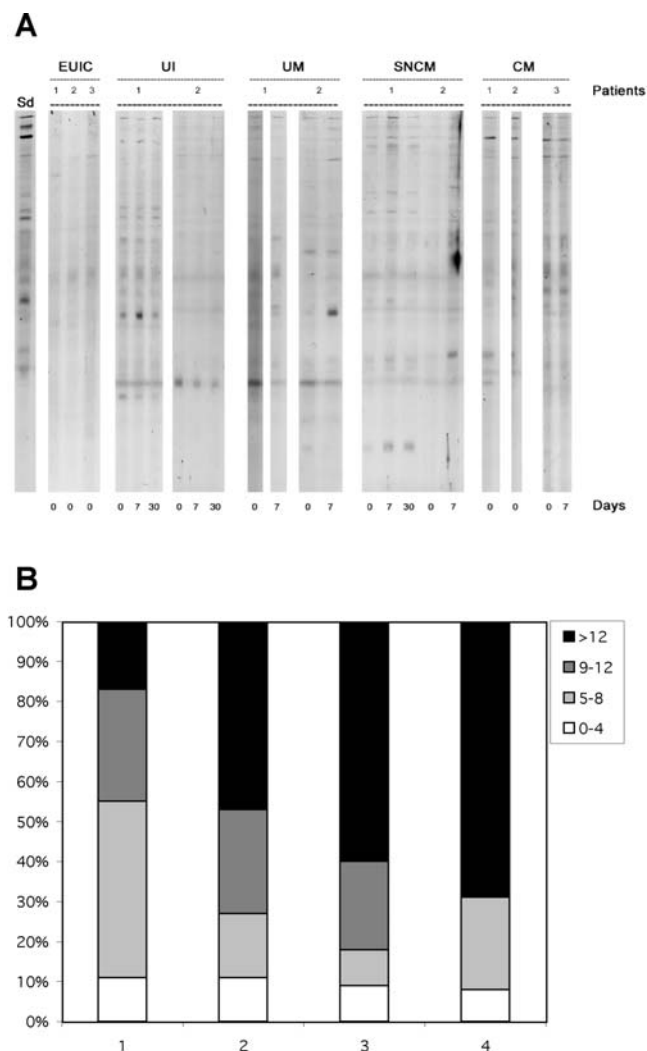 A
EUIC UI UM SNCM CM
1 2 3 1 2 1 2 1 2 1 2 3 Patients
Sd
0 0 0 0 7 30 0 7 30 0 7 0 7 0 7 30 0 7 0 0 0 7 Days
B
100%
90%
80%
70%
60%
50%
40%
30%
20%
10%
0%
1 2 3 4
>12
9-12
5-8
0-4